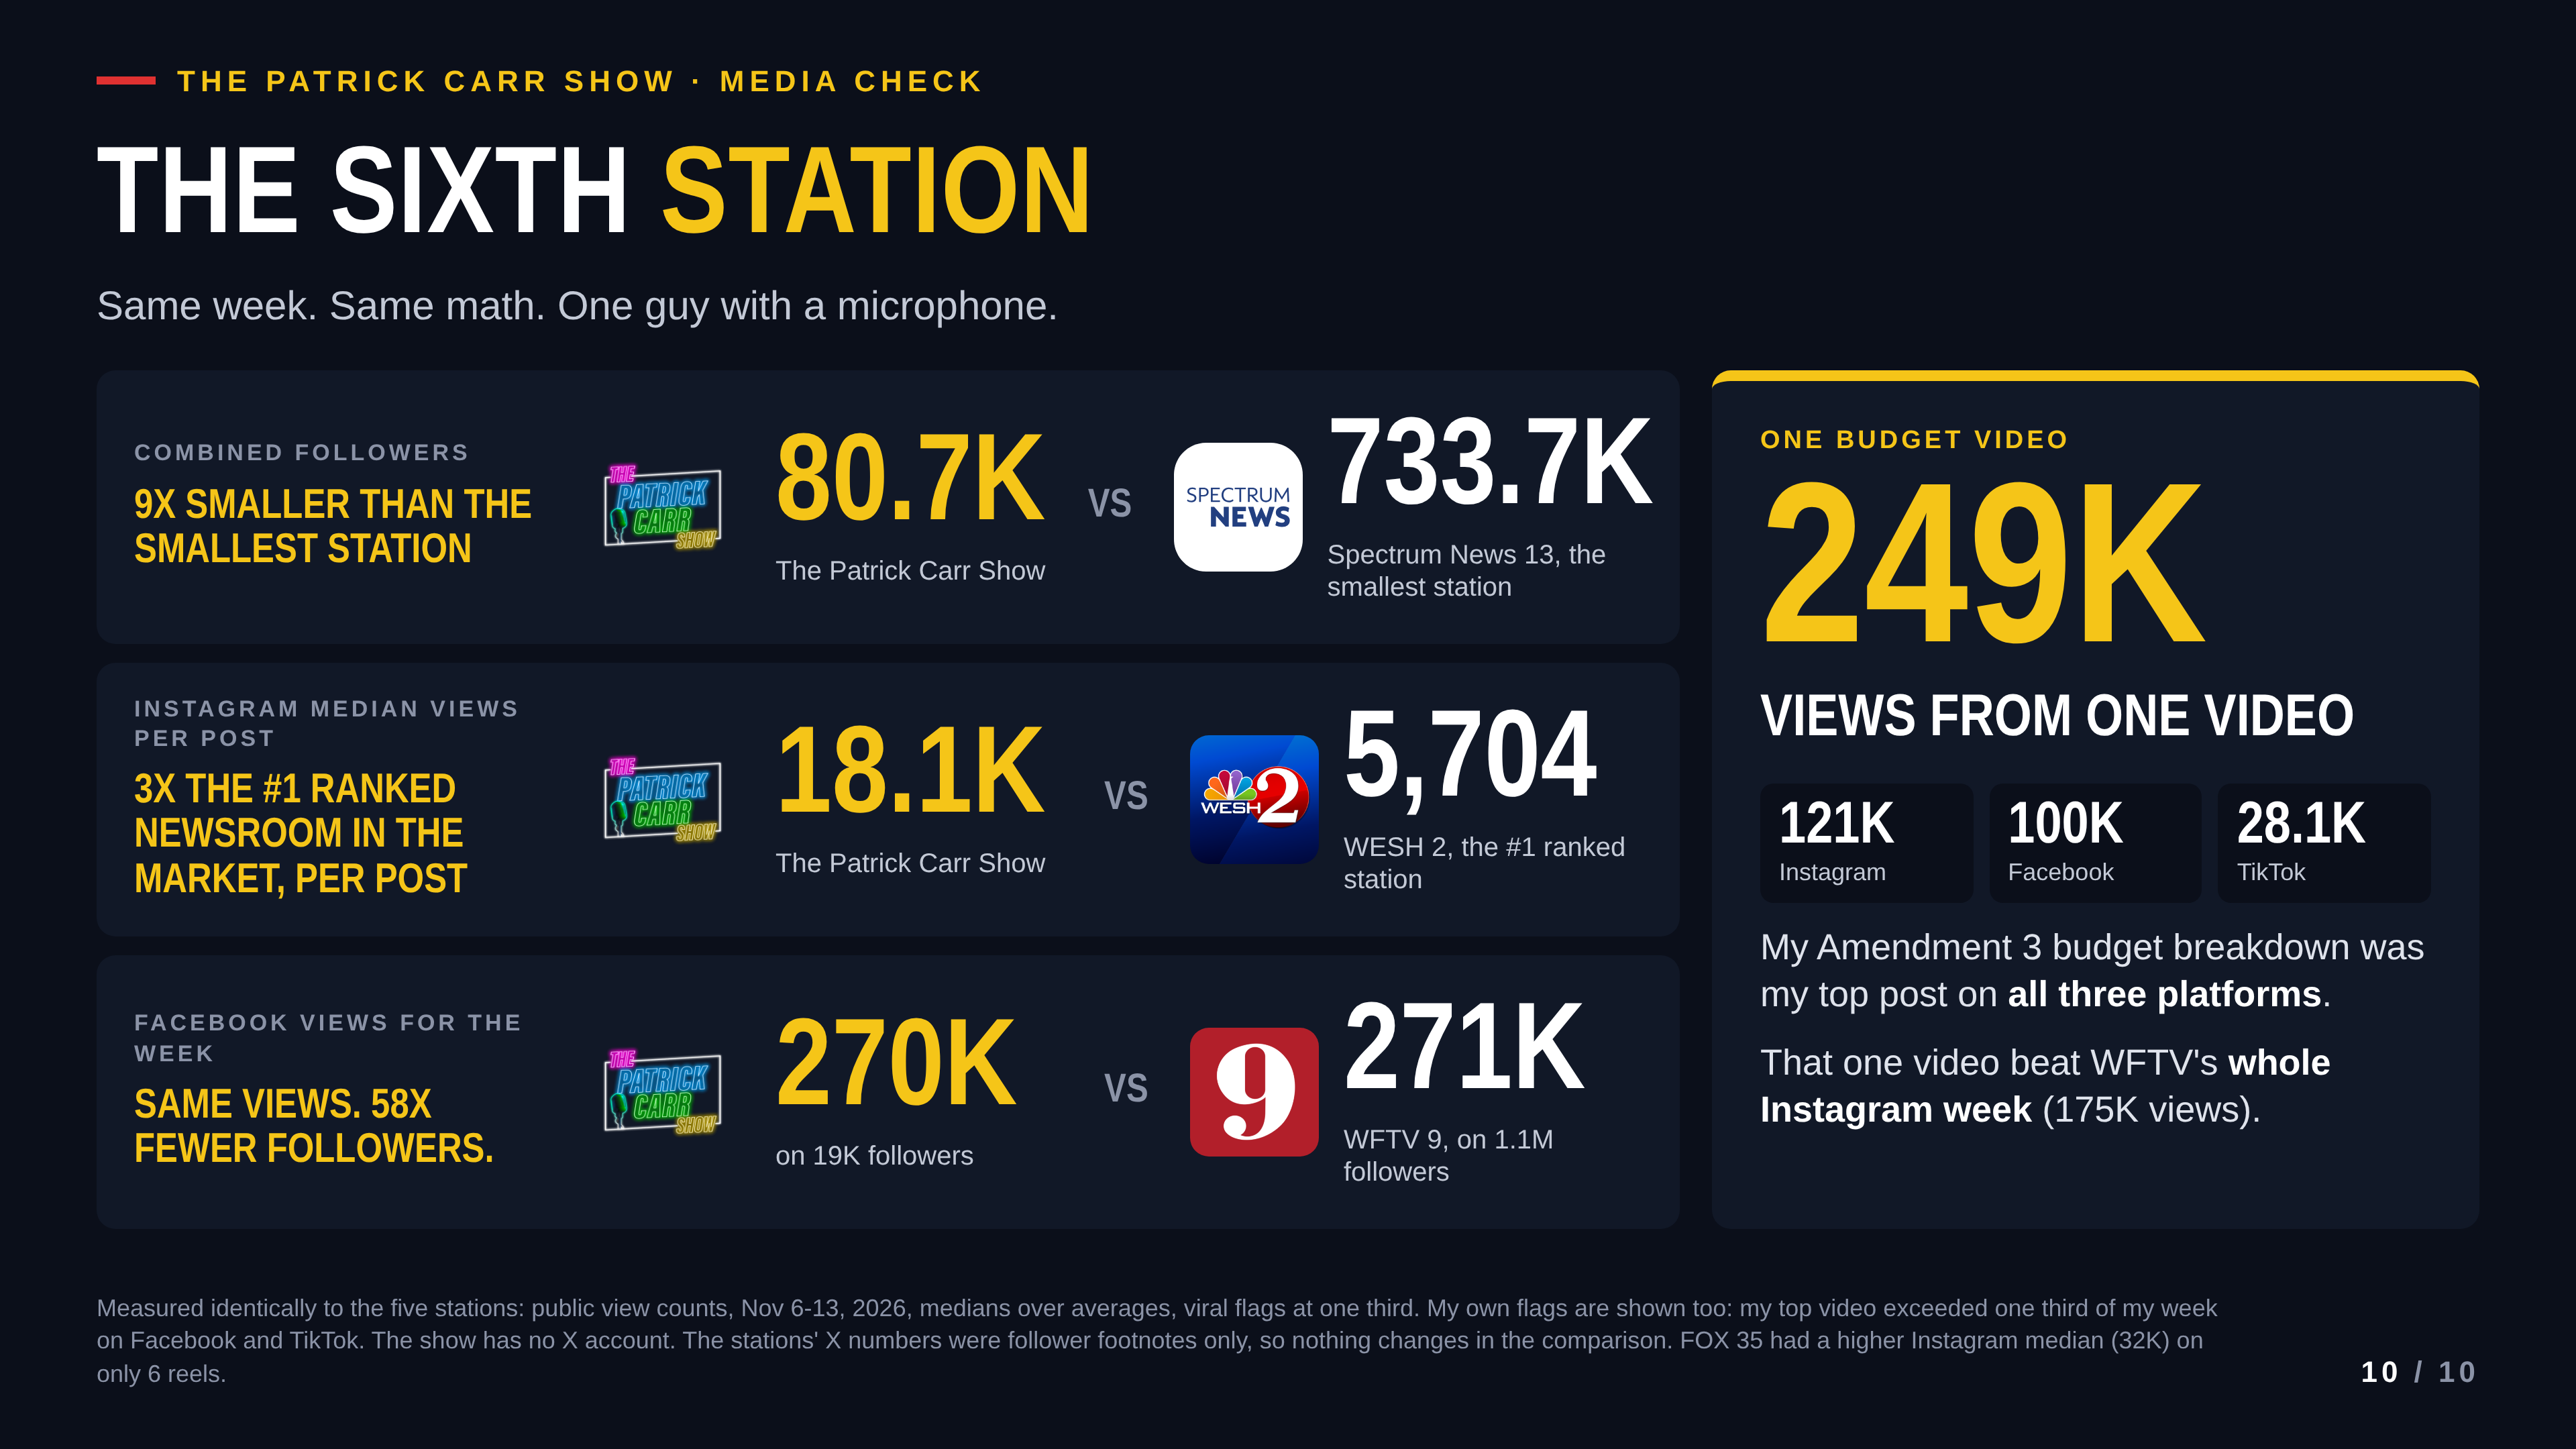 THE PATRICK CARR SHOW · MEDIA CHECK
THE SIXTH STATION
Same week. Same math. One guy with a microphone.
COMBINED FOLLOWERS
9X SMALLER THAN THE
SMALLEST STATION
THE
PATRICK
CARR
SHOW
80.7K
The Patrick Carr Show
VS
SPECTRUM
NEWS
733.7K
Spectrum News 13, the
smallest station
INSTAGRAM MEDIAN VIEWS
PER POST
3X THE #1 RANKED
NEWSROOM IN THE
MARKET, PER POST
THE
PATRICK
CARR
SHOW
18.1K
The Patrick Carr Show
VS
WESH 2
5,704
WESH 2, the #1 ranked
station
FACEBOOK VIEWS FOR THE
WEEK
SAME VIEWS. 58X
FEWER FOLLOWERS.
THE
PATRICK
CARR
SHOW
270K
on 19K followers
VS
9
271K
WFTV 9, on 1.1M
followers
ONE BUDGET VIDEO
249K
VIEWS FROM ONE VIDEO
121K
Instagram
100K
Facebook
28.1K
TikTok
My Amendment 3 budget breakdown was
my top post on all three platforms.
That one video beat WFTV's whole
Instagram week (175K views).
Measured identically to the five stations: public view counts, Nov 6-13, 2026, medians over averages, viral flags at one third. My own flags are shown too: my top video exceeded one third of my week
on Facebook and TikTok. The show has no X account. The stations' X numbers were follower footnotes only, so nothing changes in the comparison. FOX 35 had a higher Instagram median (32K) on
only 6 reels.
10 / 10